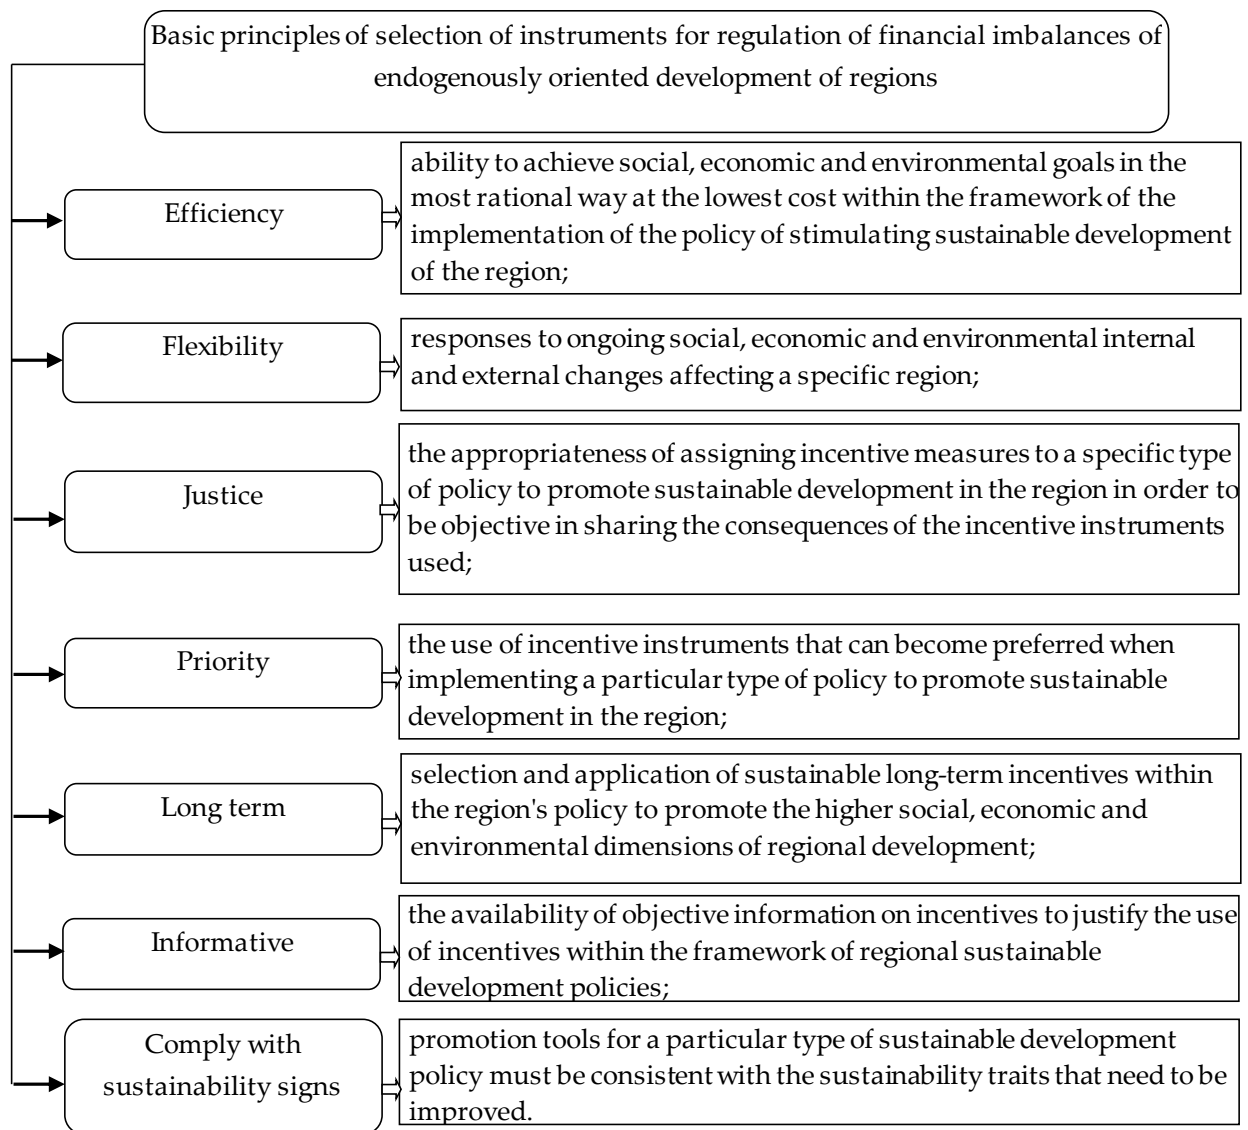 Basic principles of selection of instruments for regulation of financial imbalances of
endogenously oriented development of regions
Efficiency
ability to achieve social, economic and environmental goals in the
most rational way at the lowest cost within the framework of the
implementation of the policy of stimulating sustainable development
of the region;
Flexibility
responses to ongoing social, economic and environmental internal
and external changes affecting a specific region;
Justice
the appropriateness of assigning incentive measures to a specific type
of policy to promote sustainable development in the region in order to
be objective in sharing the consequences of the incentive instruments
used;
Priority
the use of incentive instruments that can become preferred when
implementing a particular type of policy to promote sustainable
development in the region;
Long term
selection and application of sustainable long-term incentives within
the region's policy to promote the higher social, economic and
environmental dimensions of regional development;
Informative
the availability of objective information on incentives to justify the use
of incentives within the framework of regional sustainable
development policies;
Comply with
sustainability signs
promotion tools for a particular type of sustainable development
policy must be consistent with the sustainability traits that need to be
improved.